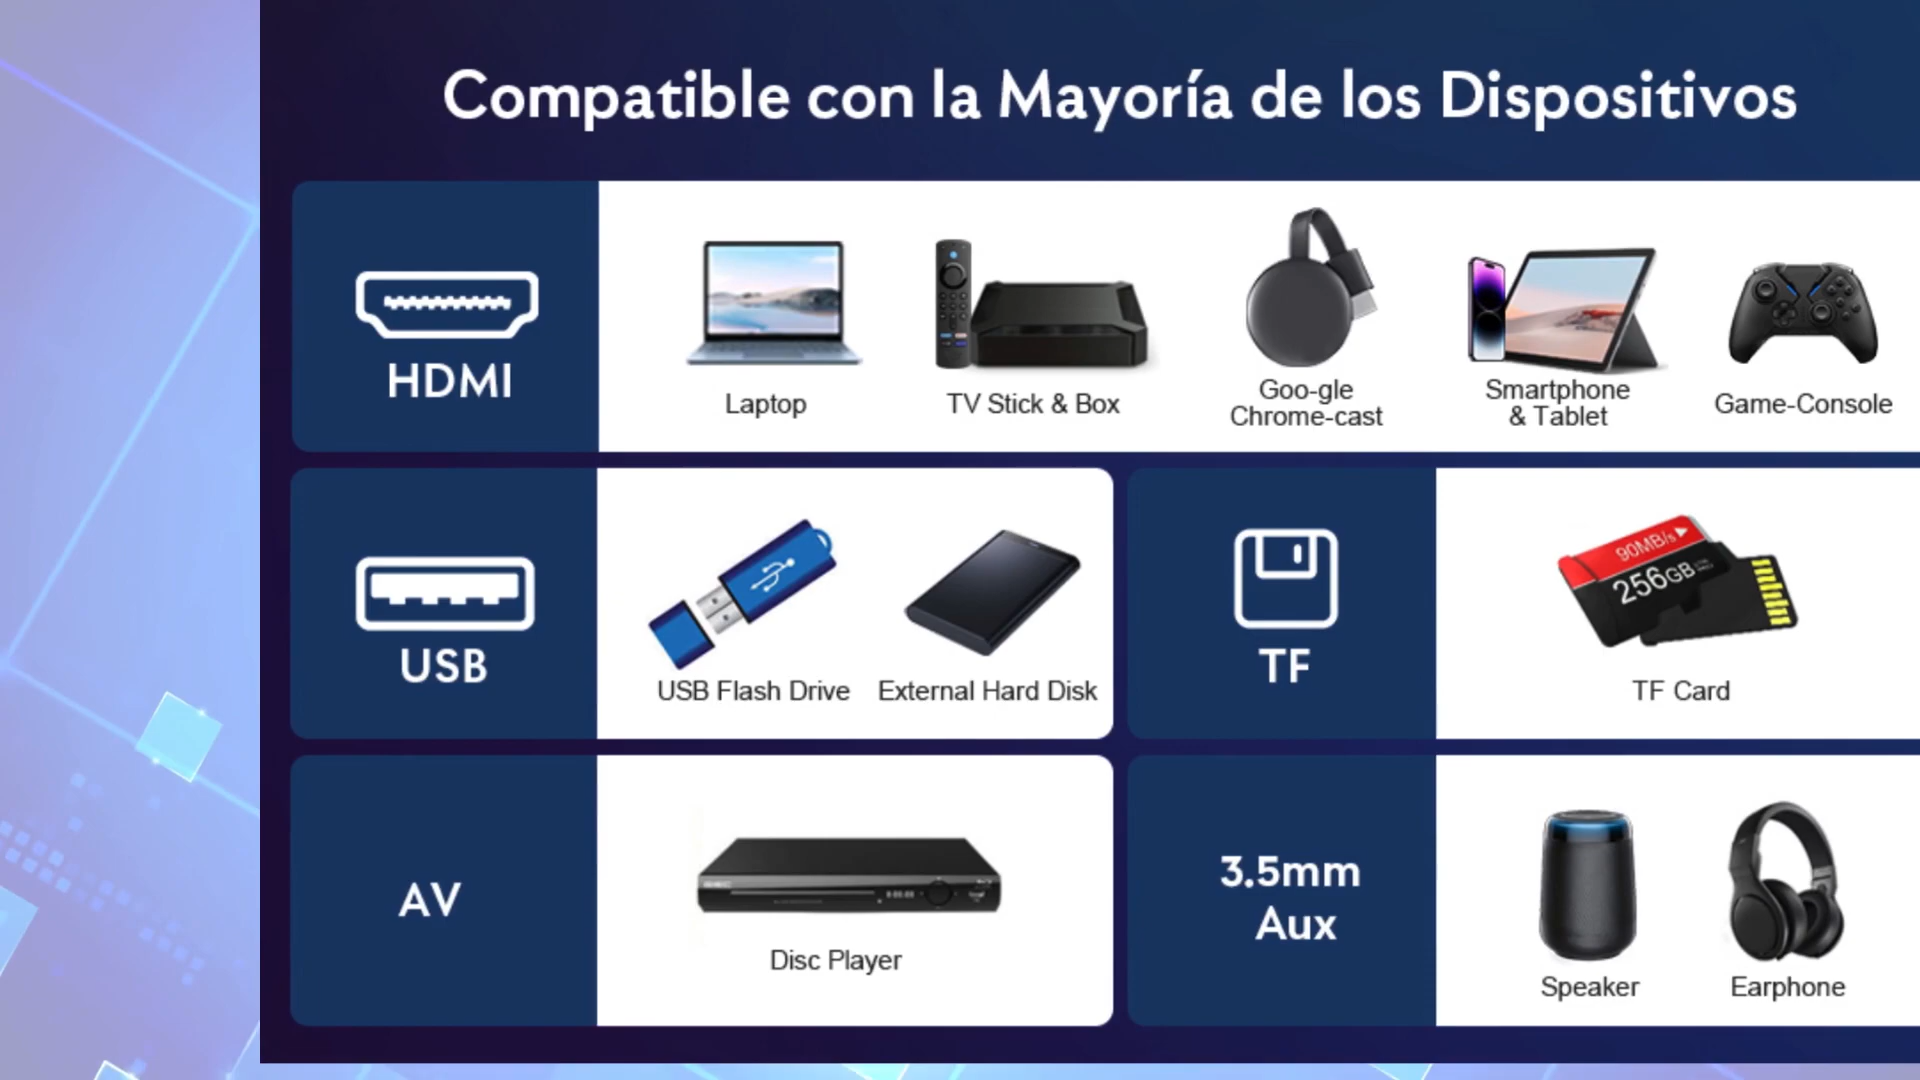 Compatible con la Mayoría de los Dispositivos
HDMI
Laptop
TV Stick & Box
Goo-gle
Chrome-cast
Smartphone
& Tablet
Game-Console
USB
USB Flash Drive
External Hard Disk
TF
90MB/s
256GB
TF Card
AV
Disc Player
3.5mm
Aux
Speaker
Earphone